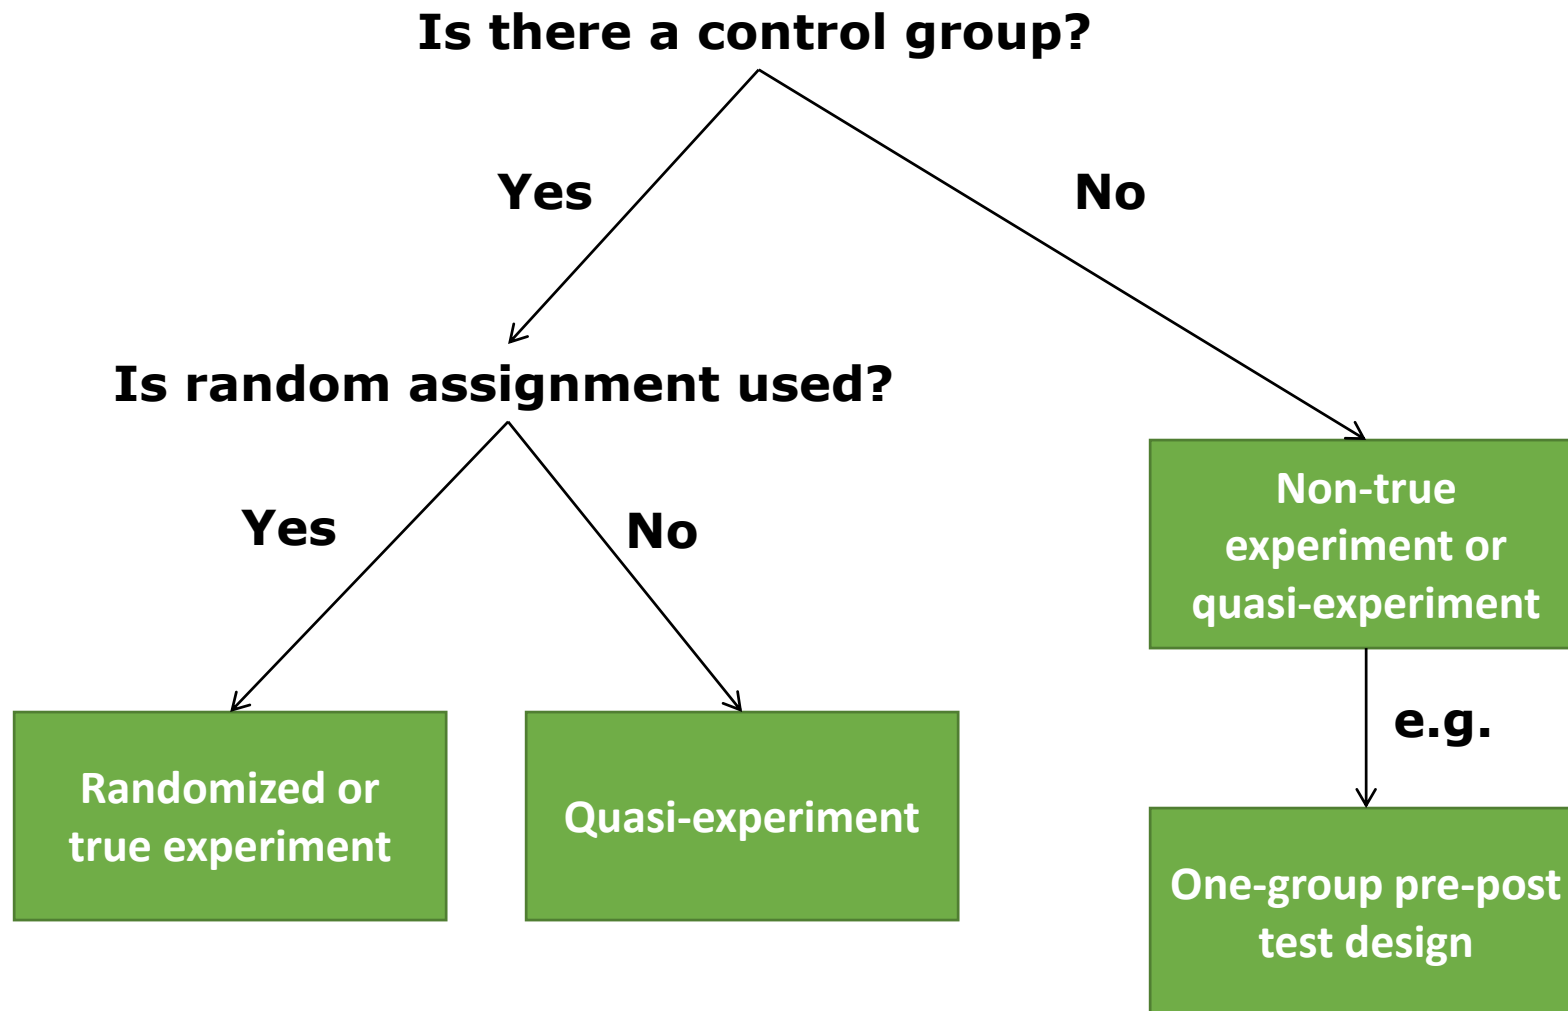 Is there a control group?
Yes
No
Is random assignment used?
Yes
No
Non-true
experiment or
quasi-experiment
e.g.
Randomized or
true experiment
Quasi-experiment
One-group pre-post
test design